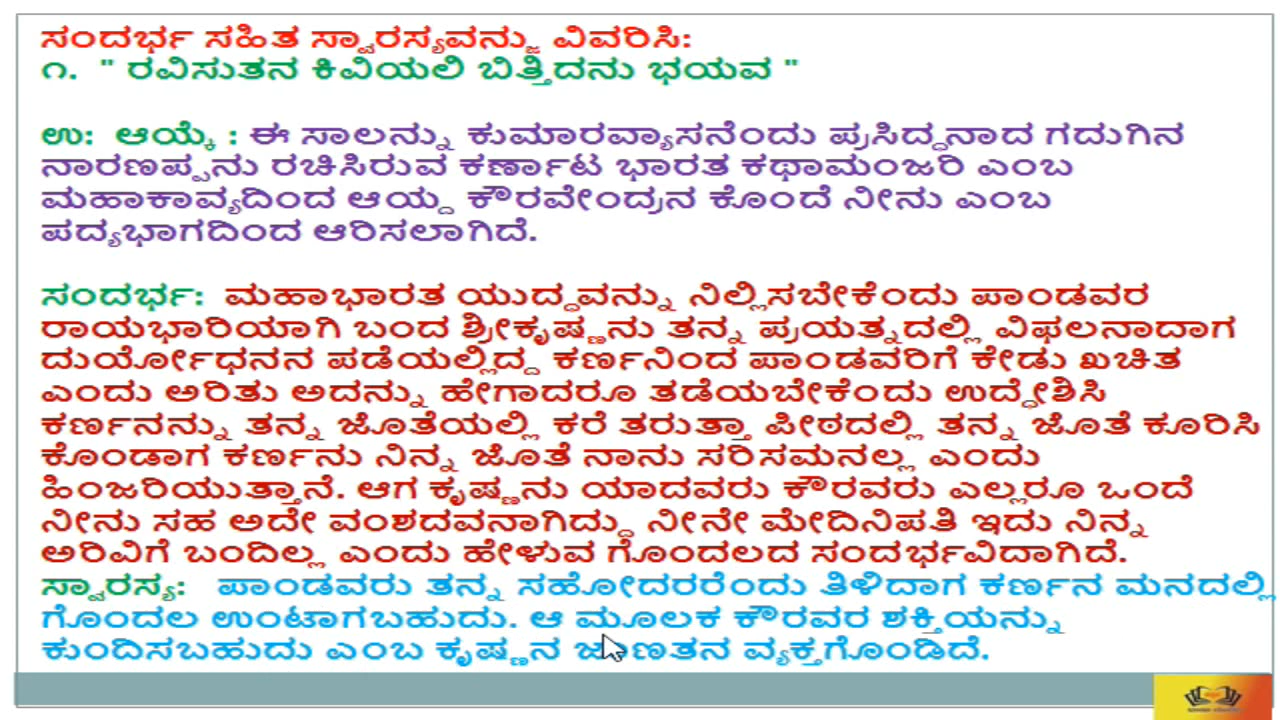 ಸಂದರ್ಭ ಸಹಿತ ಸ್ವಾರಸ್ಯವನ್ನು ವಿವರಿಸಿ:
೧. " ರವಿಸುತನ ಕಿವಿಯಲಿ ಬಿತ್ತಿದನು ಭಯವ "
ಉ: ಆಯ್ಕೆ : ಈ ಸಾಲನ್ನು ಕುಮಾರವ್ಯಾಸನೆಂದು ಪ್ರಸಿದ್ಧನಾದ ಗದುಗಿನ
ನಾರಣಪ್ಪನು ರಚಿಸಿರುವ ಕರ್ಣಾಟ ಭಾರತ ಕಥಾಮಂಜರಿ ಎಂಬ
ಮಹಾಕಾವ್ಯದಿಂದ ಆಯ್ದ ಕೌರವೇಂದ್ರನ ಕೊಂದೆ ನೀನು ಎಂಬ
ಪದ್ಯಭಾಗದಿಂದ ಆರಿಸಲಾಗಿದೆ.
ಸಂದರ್ಭ: ಮಹಾಭಾರತ ಯುದ್ಧವನ್ನು ನಿಲ್ಲಿಸಬೇಕೆಂದು ಪಾಂಡವರ
ರಾಯಭಾರಿಯಾಗಿ ಬಂದ ಶ್ರೀಕೃಷ್ಣನು ತನ್ನ ಪ್ರಯತ್ನದಲ್ಲಿ ವಿಫಲನಾದಾಗ
ದುರ್ಯೋಧನನ ಪಡೆಯಲ್ಲಿದ್ದ ಕರ್ಣನಿಂದ ಪಾಂಡವರಿಗೆ ಕೇಡು ಖಚಿತ
ಎಂದು ಅರಿತು ಅದನ್ನು ಹೇಗಾದರೂ ತಡೆಯಬೇಕೆಂದು ಉದ್ದೇಶಿಸಿ
ಕರ್ಣನನ್ನು ತನ್ನ ಜೊತೆಯಲ್ಲಿ ಕರೆ ತರುತ್ತಾ ಪೀಠದಲ್ಲಿ ತನ್ನ ಜೊತೆ ಕೂರಿಸಿ
ಕೊಂಡಾಗ ಕರ್ಣನು ನಿನ್ನ ಜೊತೆ ನಾನು ಸರಿಸಮನಲ್ಲ ಎಂದು
ಹಿಂಜರಿಯುತ್ತಾನೆ. ಆಗ ಕೃಷ್ಣನು ಯಾದವರು ಕೌರವರು ಎಲ್ಲರೂ ಒಂದೆ
ನೀನು ಸಹ ಅದೇ ವಂಶದವನಾಗಿದ್ದು ನೀನೇ ಮೇದಿನಿಪತಿ ಇದು ನಿನ್ನ
ಅರಿವಿಗೆ ಬಂದಿಲ್ಲ ಎಂದು ಹೇಳುವ ಗೊಂದಲದ ಸಂದರ್ಭವಿದಾಗಿದೆ.
ಸ್ವಾರಸ್ಯ: ಪಾಂಡವರು ತನ್ನ ಸಹೋದರರೆಂದು ತಿಳಿದಾಗ ಕರ್ಣನ ಮನದಲ್ಲಿ
ಗೊಂದಲ ಉಂಟಾಗಬಹುದು. ಆ ಮೂಲಕ ಕೌರವರ ಶಕ್ತಿಯನ್ನು
ಕುಂದಿಸಬಹುದು ಎಂಬ ಕೃಷ್ಣನ ಜಾಣತನ ವ್ಯಕ್ತಗೊಂಡಿದೆ.